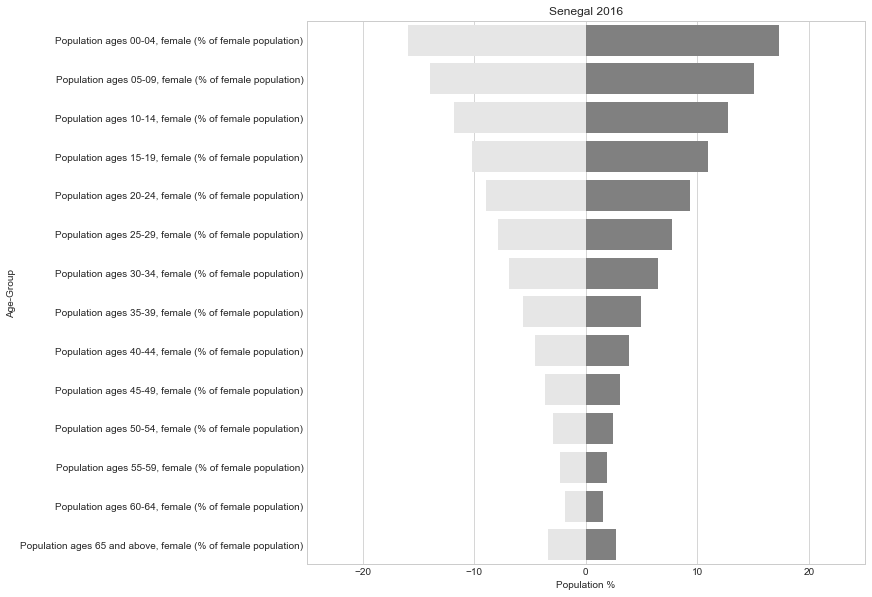 Senegal 2016
Population ages 00-04, female (% of female population)
Population ages 05-09, female (% of female population)
Population ages 10-14, female (% of female population)
Population ages 15-19, female (% of female population)
Population ages 20-24, female (% of female population)
Population ages 25-29, female (% of female population)
Population ages 30-34, female (% of female population)
Age-Group
Population ages 35-39, female (% of female population)
Population ages 40-44, female (% of female population)
Population ages 45-49, female (% of female population)
Population ages 50-54, female (% of female population)
Population ages 55-59, female (% of female population)
Population ages 60-64, female (% of female population)
Population ages 65 and above, female (% of female population)
−20 −10 0 10 20
Population %